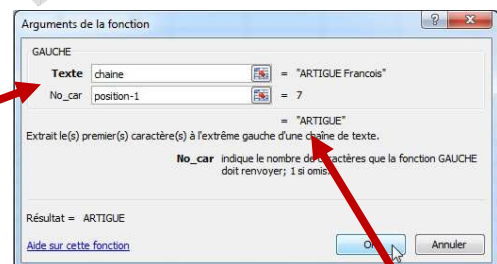 Arguments de la fonction
GAUCHE
Texte chaine = "ARTIGUE Francois"
No_car position-1 = 7
= "ARTIGUE"
Extrait le(s) premier(s) caractère(s) à l'extrême gauche d'une chaîne de texte.
No_car indique le nombre de caractères que la fonction GAUCHE
doit renvoyer; 1 si omis.
Résultat = ARTIGUE
Aide sur cette fonction OK Annuler